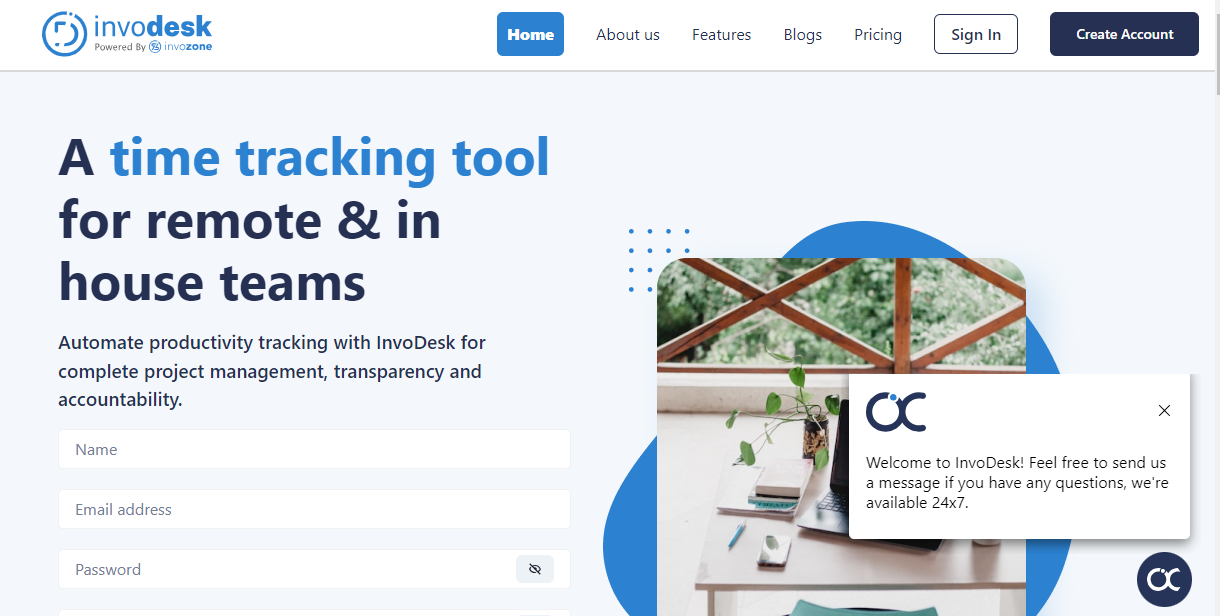 invodesk
Powered By invozone
Home
About us
Features
Blogs
Pricing
Sign In
Create Account
A time tracking tool
for remote & in
house teams
Automate productivity tracking with InvoDesk for
complete project management, transparency and
accountability.
Name
Email address
Password
Welcome to InvoDesk! Feel free to send us
a message if you have any questions, we're
available 24x7.